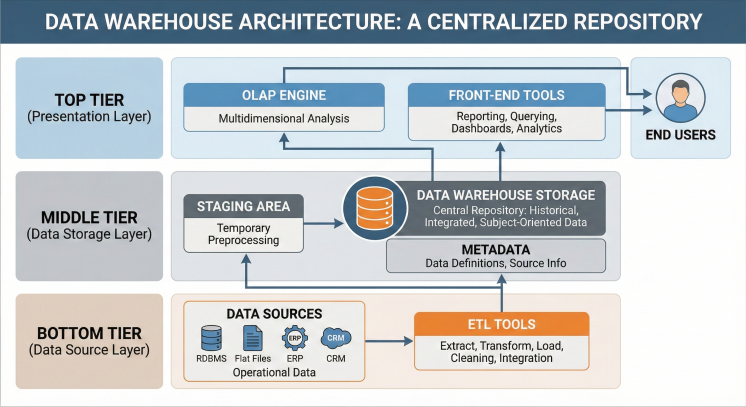 DATA WAREHOUSE ARCHITECTURE: A CENTRALIZED REPOSITORY
TOP TIER
(Presentation Layer)
OLAP ENGINE
Multidimensional Analysis
FRONT-END TOOLS
Reporting, Querying,
Dashboards, Analytics
END USERS
MIDDLE TIER
(Data Storage Layer)
STAGING AREA
Temporary
Preprocessing
DATA WAREHOUSE STORAGE
Central Repository: Historical,
Integrated, Subject-Oriented Data
METADATA
Data Definitions, Source Info
BOTTOM TIER
(Data Source Layer)
DATA SOURCES
ERP
CRM
RDBMS
Flat Files
ERP
CRM
Operational Data
ETL TOOLS
Extract, Transform, Load,
Cleaning, Integration